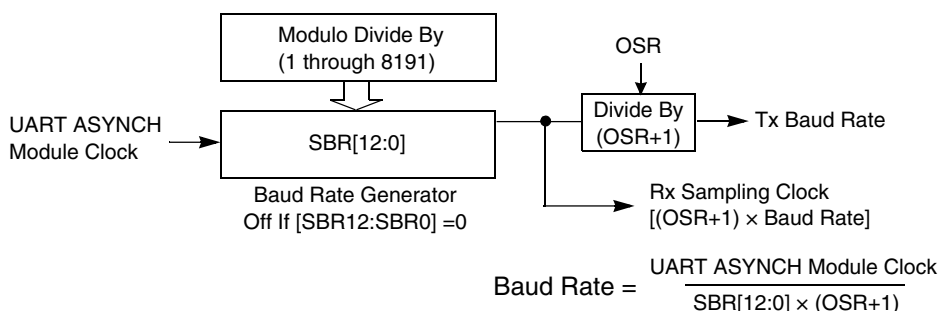 Modulo Divide By
(1 through 8191)
OSR
UART ASYNCH
Module Clock
SBR[12:0]
Divide By
(OSR+1)
Tx Baud Rate
Baud Rate Generator
Off If [SBR12:SBR0] =0
Rx Sampling Clock
[(OSR+1) × Baud Rate]
Baud Rate =
UART ASYNCH Module Clock
SBR[12:0] × (OSR+1)